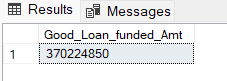 Results Messages
Good_Loan_funded_Amt
1 370224850